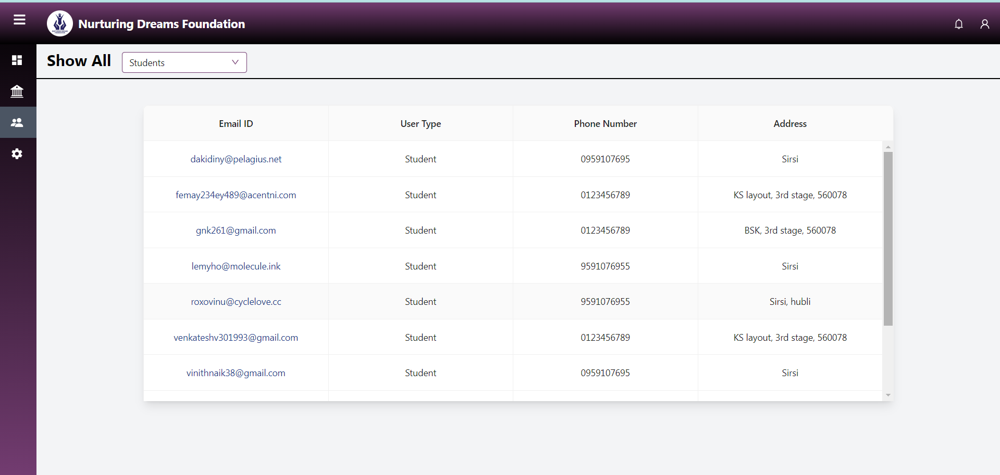 Nurturing Dreams Foundation
Show All Students
Email ID User Type Phone Number Address
dakidiny@pelagius.net Student 0959107695 Sirsi
femay234ey489@acentni.com Student 0123456789 KS layout, 3rd stage, 560078
gnk261@gmail.com Student 0123456789 BSK, 3rd stage, 560078
lemyho@molecule.ink Student 9591076955 Sirsi
roxovinu@cyclelove.cc Student 9591076955 Sirsi, hubli
venkateshv301993@gmail.com Student 0123456789 KS layout, 3rd stage, 560078
vinithnaik38@gmail.com Student 0959107695 Sirsi